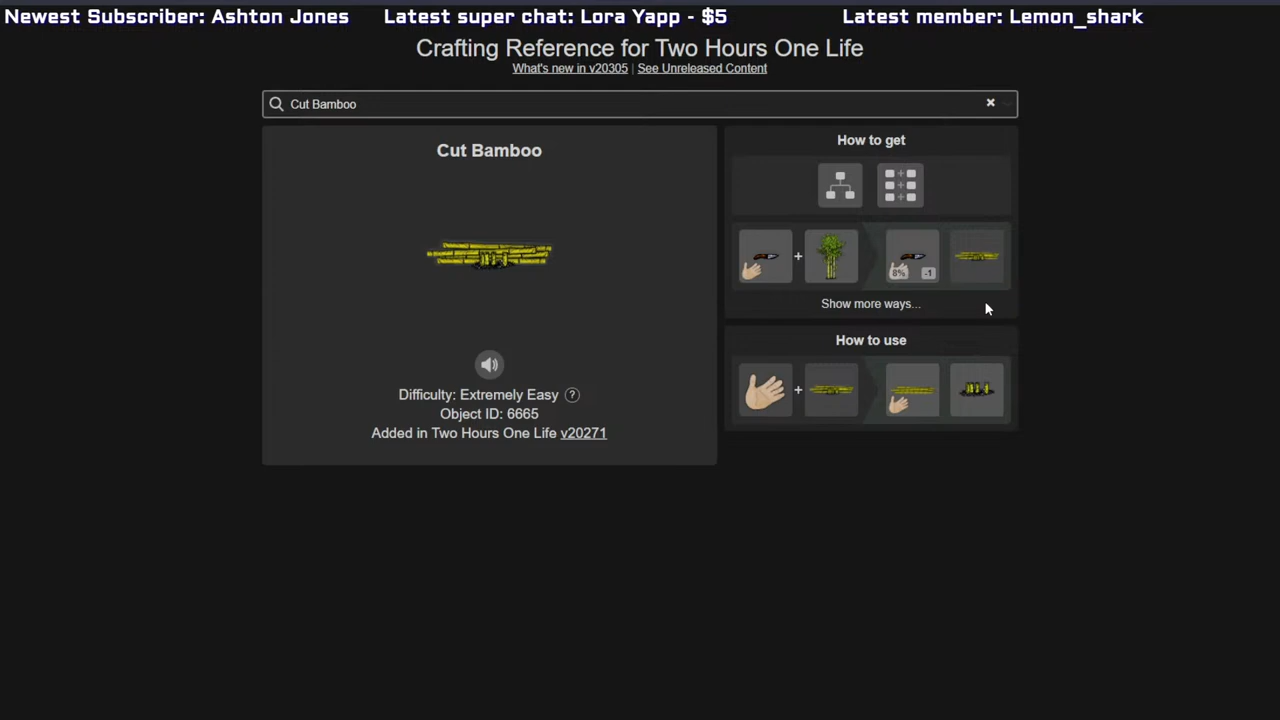 Newest Subscriber: Ashton Jones Latest super chat: Lora Yapp - $5 Latest member: Lemon_shark
Crafting Reference for Two Hours One Life
What's new in v20305 | See Unreleased Content
Cut Bamboo
Cut Bamboo
Difficulty: Extremely Easy ?
Object ID: 6665
Added in Two Hours One Life v20271
How to get
+
8% -1
Show more ways...
How to use
+